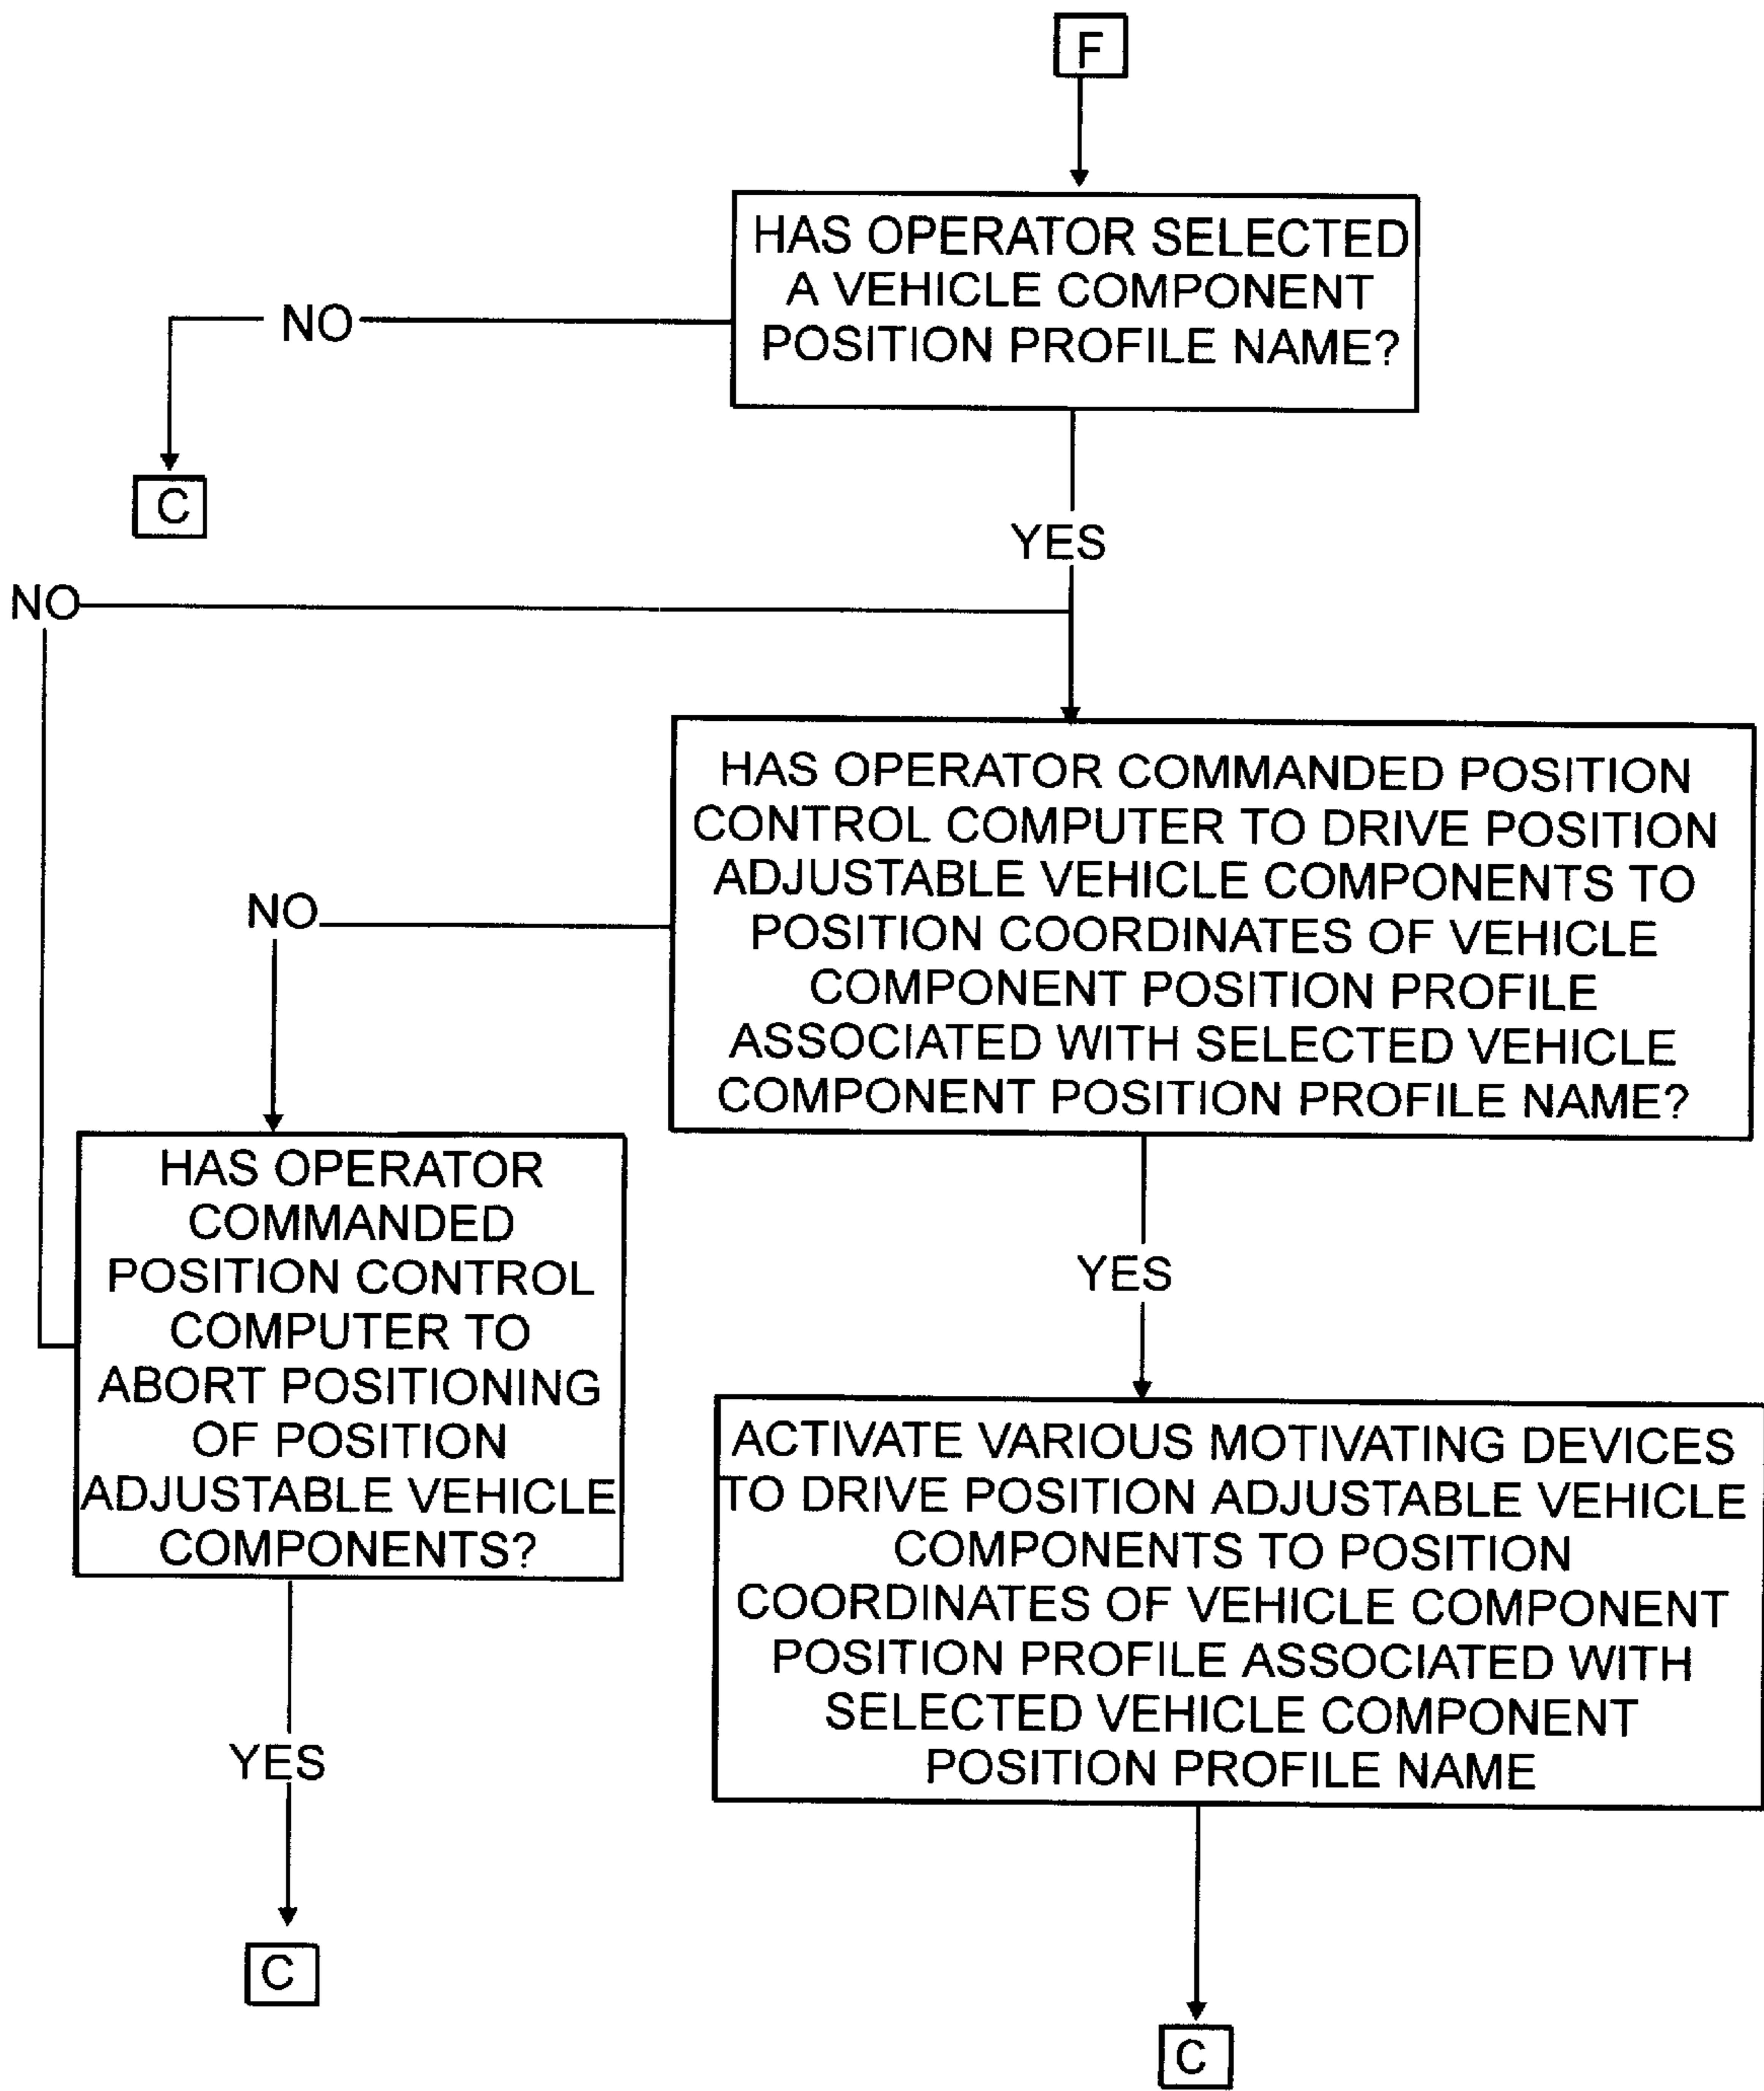 F
HAS OPERATOR SELECTED
A VEHICLE COMPONENT
POSITION PROFILE NAME?
NO
C
YES
NO
HAS OPERATOR COMMANDED POSITION
CONTROL COMPUTER TO DRIVE POSITION
ADJUSTABLE VEHICLE COMPONENTS TO
POSITION COORDINATES OF VEHICLE
COMPONENT POSITION PROFILE
ASSOCIATED WITH SELECTED VEHICLE
COMPONENT POSITION PROFILE NAME?
NO
HAS OPERATOR
COMMANDED
POSITION CONTROL
COMPUTER TO
ABORT POSITIONING
OF POSITION
ADJUSTABLE VEHICLE
COMPONENTS?
YES
ACTIVATE VARIOUS MOTIVATING DEVICES
TO DRIVE POSITION ADJUSTABLE VEHICLE
COMPONENTS TO POSITION
COORDINATES OF VEHICLE COMPONENT
POSITION PROFILE ASSOCIATED WITH
SELECTED VEHICLE COMPONENT
POSITION PROFILE NAME
YES
C
C